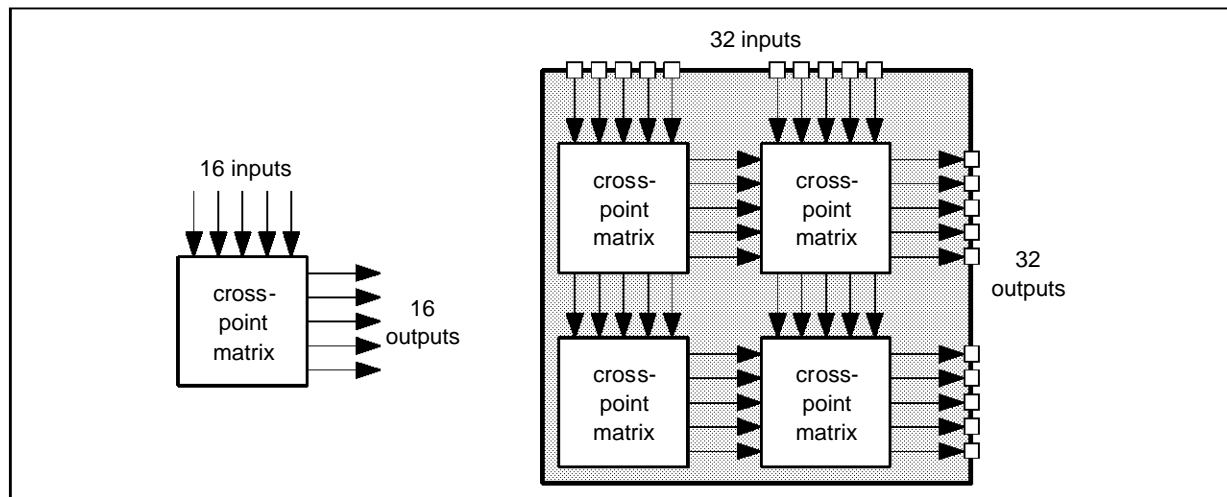 32 inputs
16 inputs
cross-
point
matrix
16
outputs
cross-
point
matrix
cross-
point
matrix
32
outputs
cross-
point
matrix
cross-
point
matrix